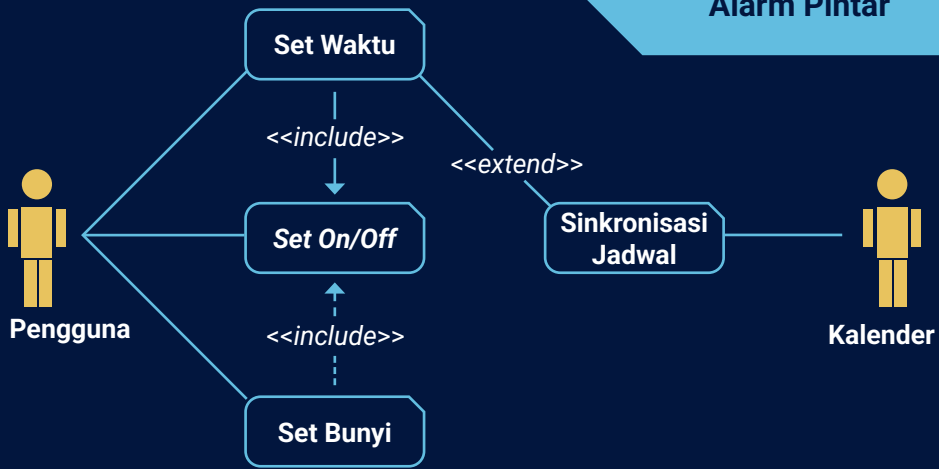 Alarm Pintar
Set Waktu
<<include>>
<<extend>>
Set On/Off
Sinkronisasi
Jadwal
Pengguna
<<include>>
Kalender
Set Bunyi